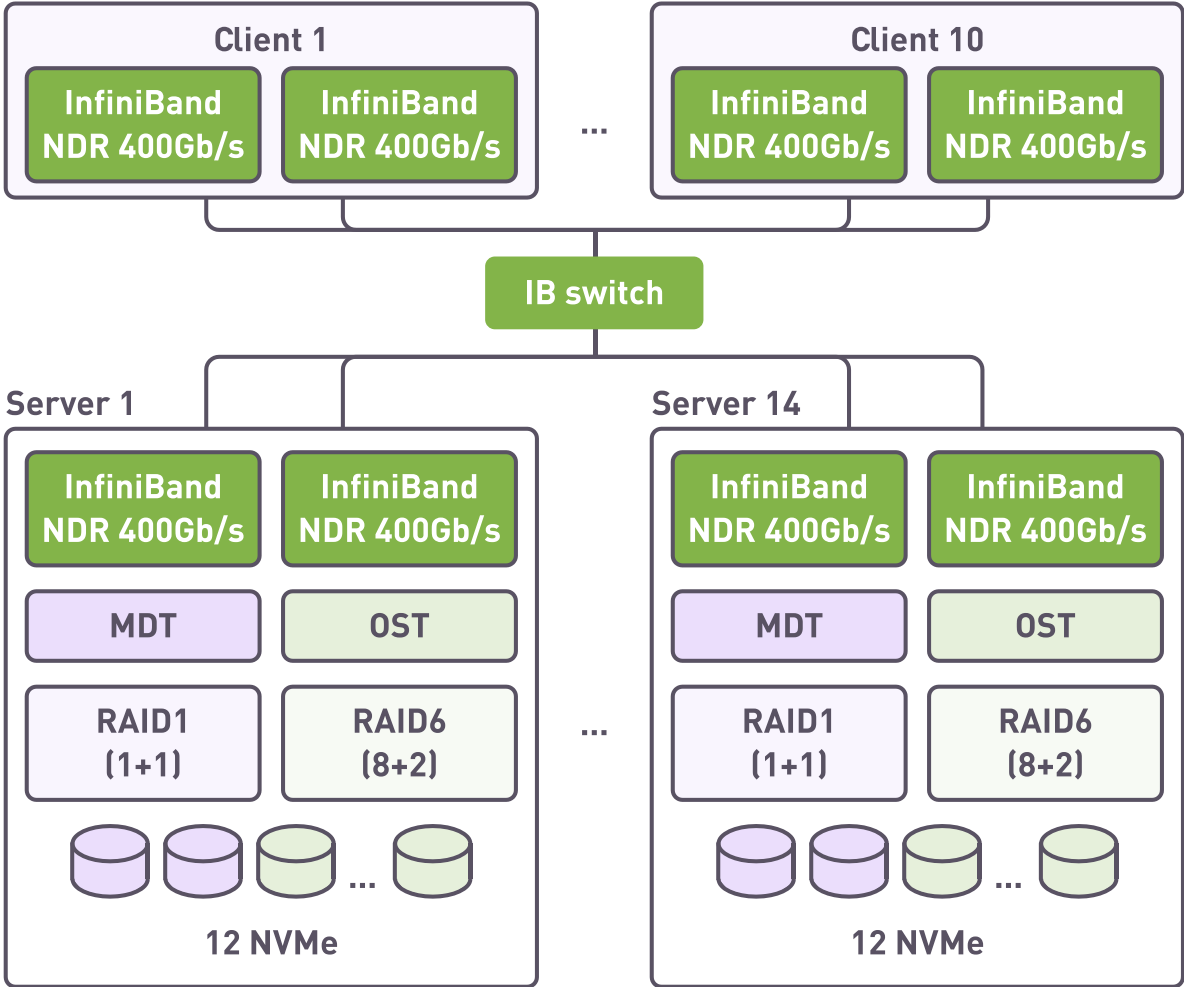 Client 1
InfiniBand
NDR 400Gb/s
InfiniBand
NDR 400Gb/s
...
Client 10
InfiniBand
NDR 400Gb/s
InfiniBand
NDR 400Gb/s
IB switch
Server 1
InfiniBand
NDR 400Gb/s
InfiniBand
NDR 400Gb/s
MDT
OST
RAID1
(1+1)
RAID6
(8+2)
...
12 NVMe
...
Server 14
InfiniBand
NDR 400Gb/s
InfiniBand
NDR 400Gb/s
MDT
OST
RAID1
(1+1)
RAID6
(8+2)
...
12 NVMe